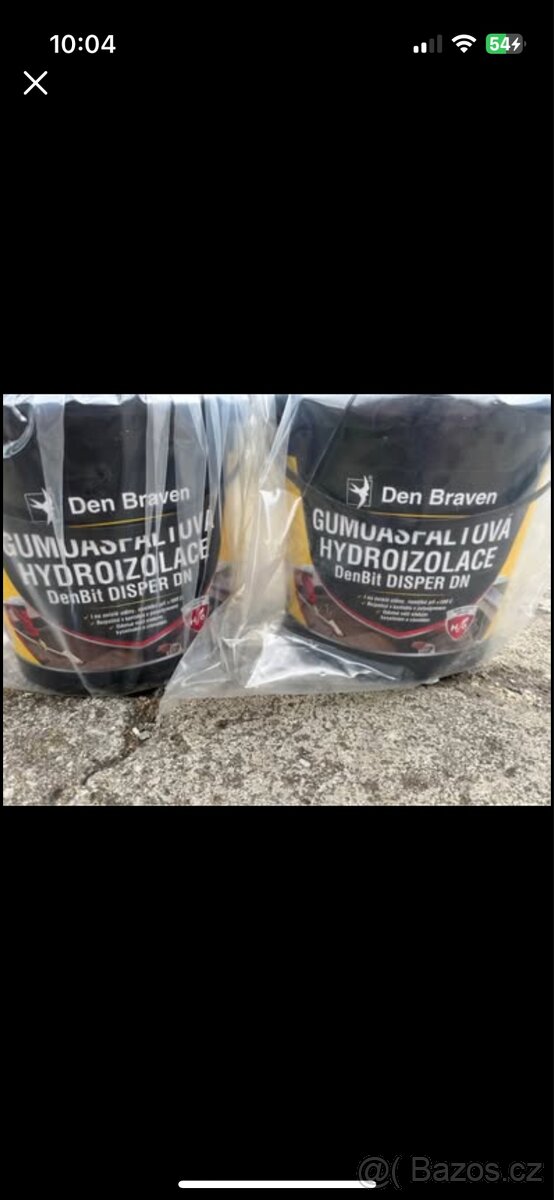 10:04
54
Den Braven
GUMOASFALTOVÁ
HYDROIZOLACE
DenBit DISPER DN
Den Braven
GUMOASFALTOVÁ
HYDROIZOLACE
DenBit DISPER DN
@( Bazos.cz